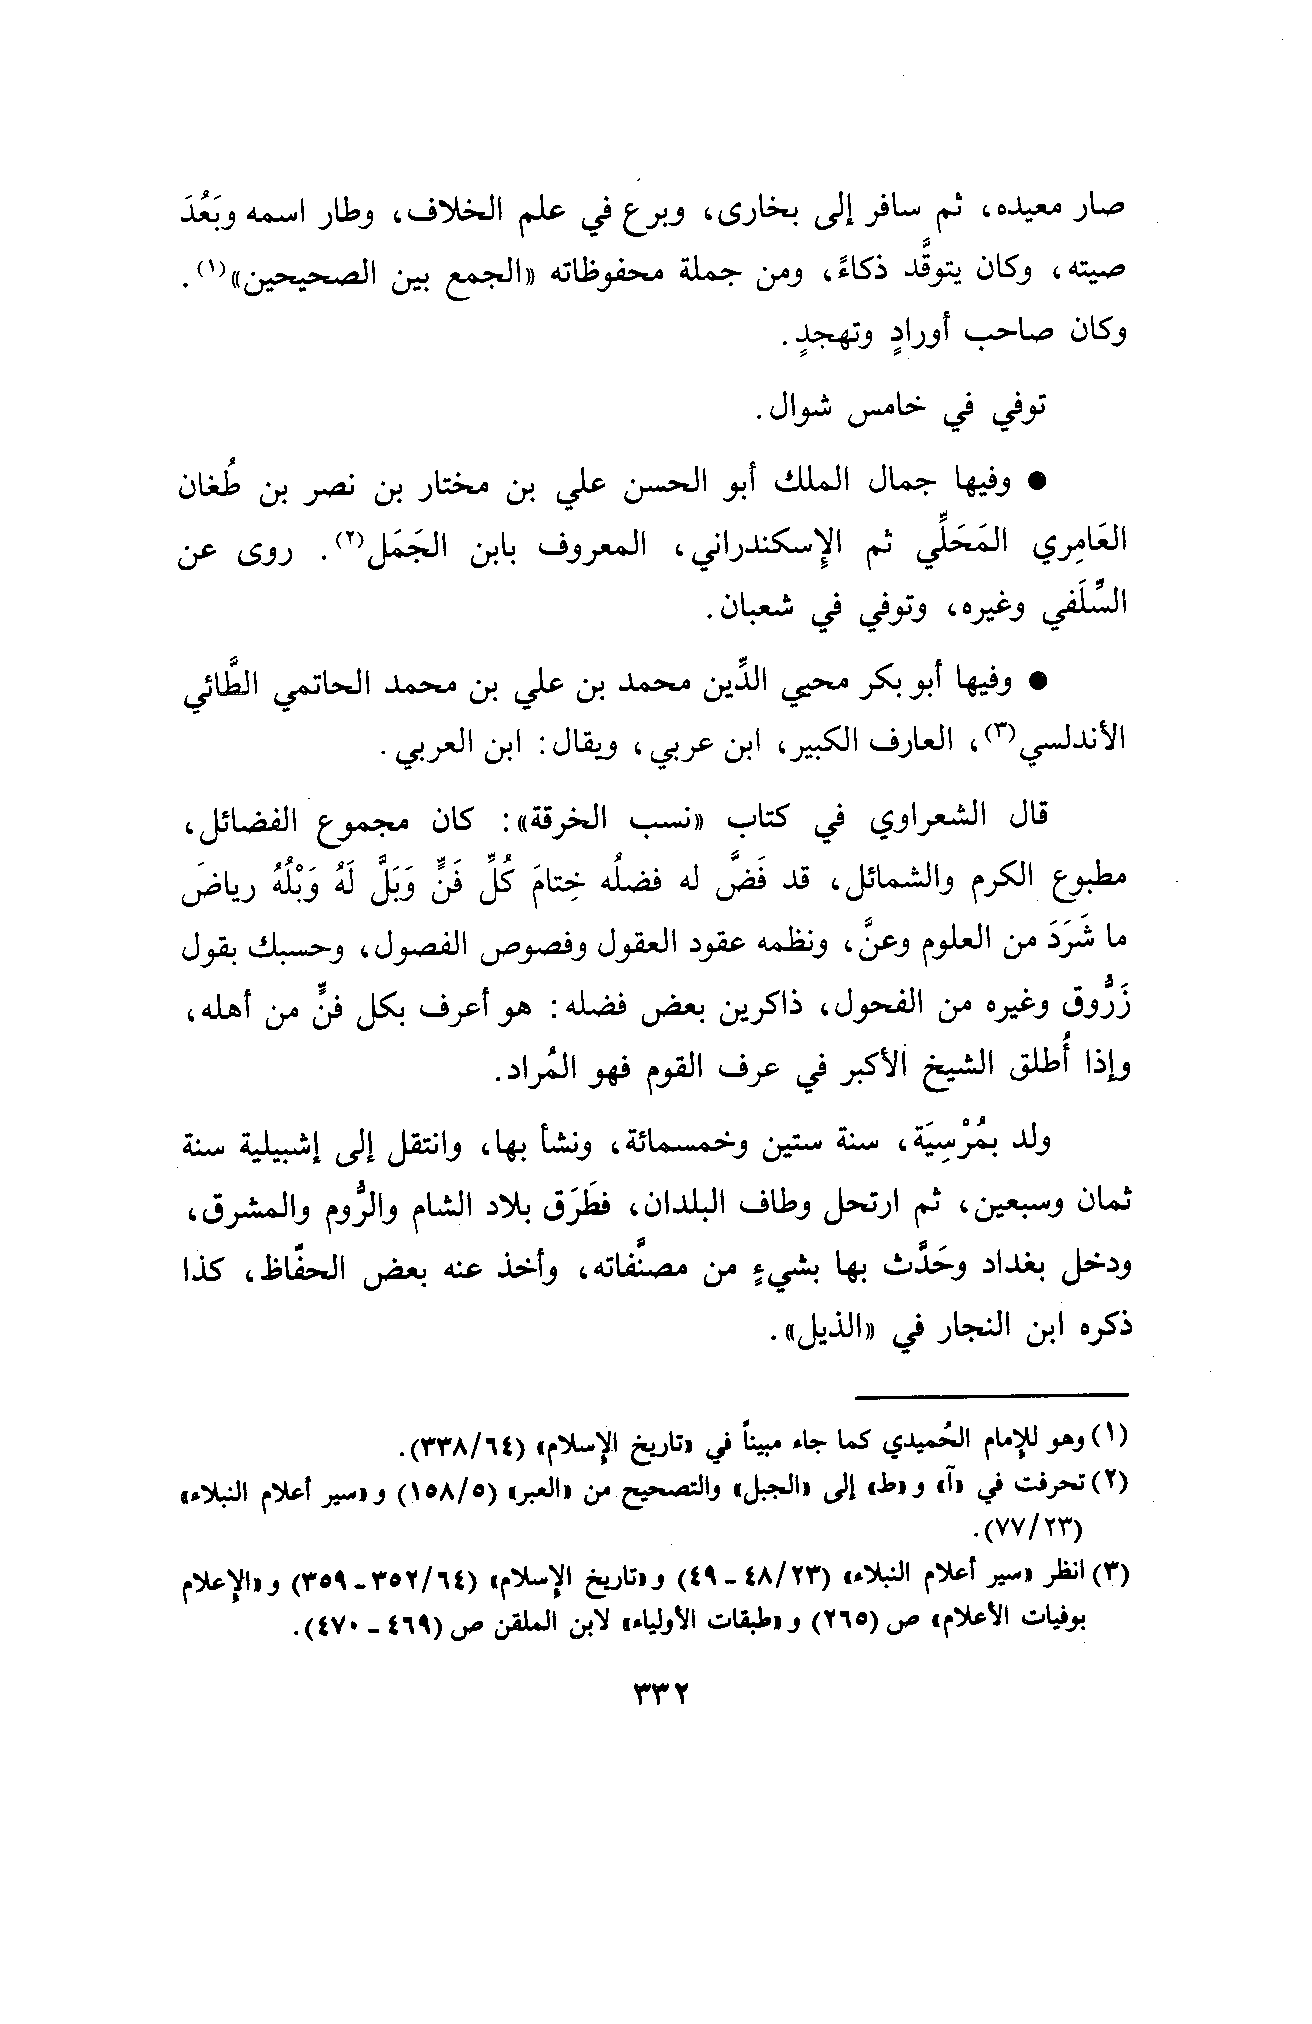 صار معيده، ثم سافر إلى بخارى، وبرع في علم الخلاف، وطار اسمه وبَعُدَ
صيته، وكان يتوقَّد ذكاءً، ومن جملة محفوظاته «الجمع بين الصحيحين»(١).
وكان صاحب أورادٍ وتهجدٍ.
توفي في خامس شوال.
● وفيها جمال الملك أبو الحسن علي بن مختار بن نصر بن طُغان
العَامِري المَحَلِّي ثم الإِسكندراني، المعروف بابن الجَمَل(٢). روى عن
السِّلَفي وغيره، وتوفي في شعبان.
● وفيها أبو بكر محيي الدِّين محمد بن علي بن محمد الحاتمي الطَّائي
الأندلسي(٣)، العارف الكبير، ابن عربي، ويقال: ابن العربي.
قال الشعراوي في كتاب «نسب الخرقة»: كان مجموع الفضائل،
مطبوع الكرم والشمائل، قد فَضَّ له فضلُه خِتامَ كُلِّ فَنٍّ وَبَلَّ لَهُ وَبْلُهُ رياضَ
ما شَرَدَ من العلوم وعنَّ، ونظمه عقود العقول وفصوص الفصول، وحسبك بقول
زَرُّوق وغيره من الفحول، ذاكرين بعض فضله: هو أعرف بكل فنٍّ من أهله،
وإذا أُطلق الشيخ الأكبر في عرف القوم فهو المُراد.
ولد بمُرْسِيَة، سنة ستين وخمسمائة، ونشأ بها، وانتقل إلى إشبيلية سنة
ثمان وسبعين، ثم ارتحل وطاف البلدان، فطَرَق بلاد الشام والرُّوم والمشرق،
ودخل بغداد وحَدَّث بها بشيءٍ من مصنَّفاته، وأخذ عنه بعض الحفّاظ، كذا
ذكره ابن النجار في «الذيل».
(١) وهو للإِمام الحُميدي كما جاء مبيناً في «تاريخ الإِسلام» (٦٤/٣٣٨).
(٢) تحرفت في «آ» و «ط» إلى «الجبل» والتصحيح من «العبر» (٥/١٥٨) و «سير أعلام النبلاء»
(٢٣/٧٧).
(٣) انظر «سير أعلام النبلاء» (٢٣/٤٨ - ٤٩) و «تاريخ الإِسلام» (٦٤/٣٥٢ - ٣٥٩) و «الإِعلام
بوفيات الأعلام» ص (٢٦٥) و «طبقات الأولياء» لابن الملقن ص (٤٦٩ - ٤٧٠).
٣٣٢